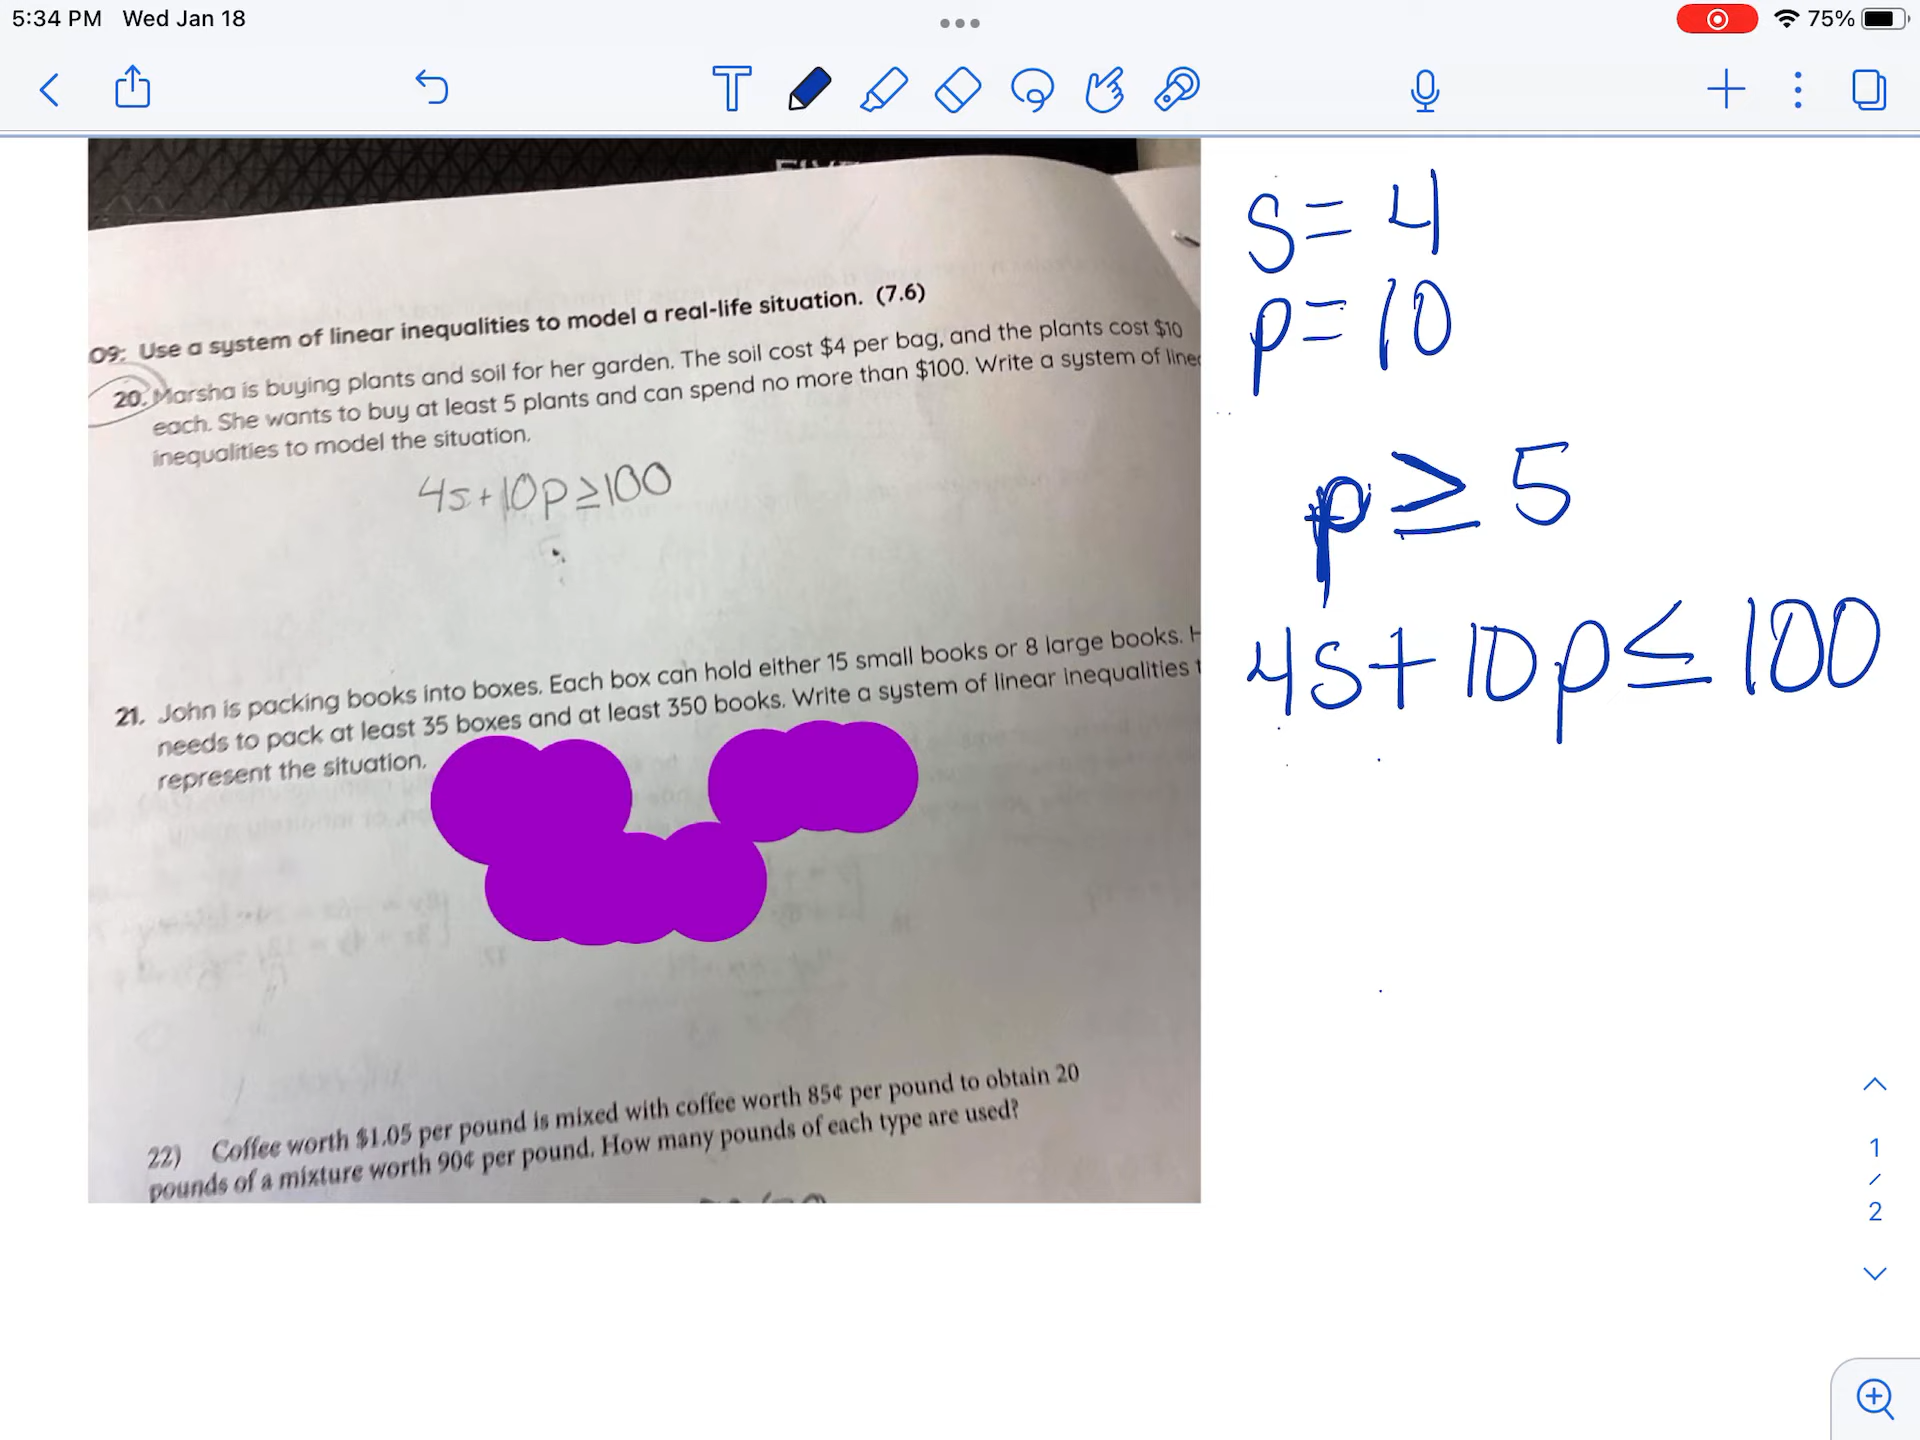 5:34 PM Wed Jan 18
75%
T
09: Use a system of linear inequalities to model a real-life situation. (7.6)
20. Marsha is buying plants and soil for her garden. The soil cost $4 per bag, and the plants cost $10
each. She wants to buy at least 5 plants and can spend no more than $100. Write a system of
inequalities to model the situation.
4s+10p≥100
21. John is packing books into boxes. Each box can hold either 15 small books or 8 large books.
needs to pack at least 35 boxes and at least 350 books. Write a system of linear inequalities
represent the situation.
22) Coffee worth $1.05 per pound is mixed with coffee worth 85¢ per pound to obtain 20
pounds of a mixture worth 90¢ per pound. How many pounds of each type are used?
s= 4
p= 10
p≥ 5
4s+ 10p≤ 100
1
/
2